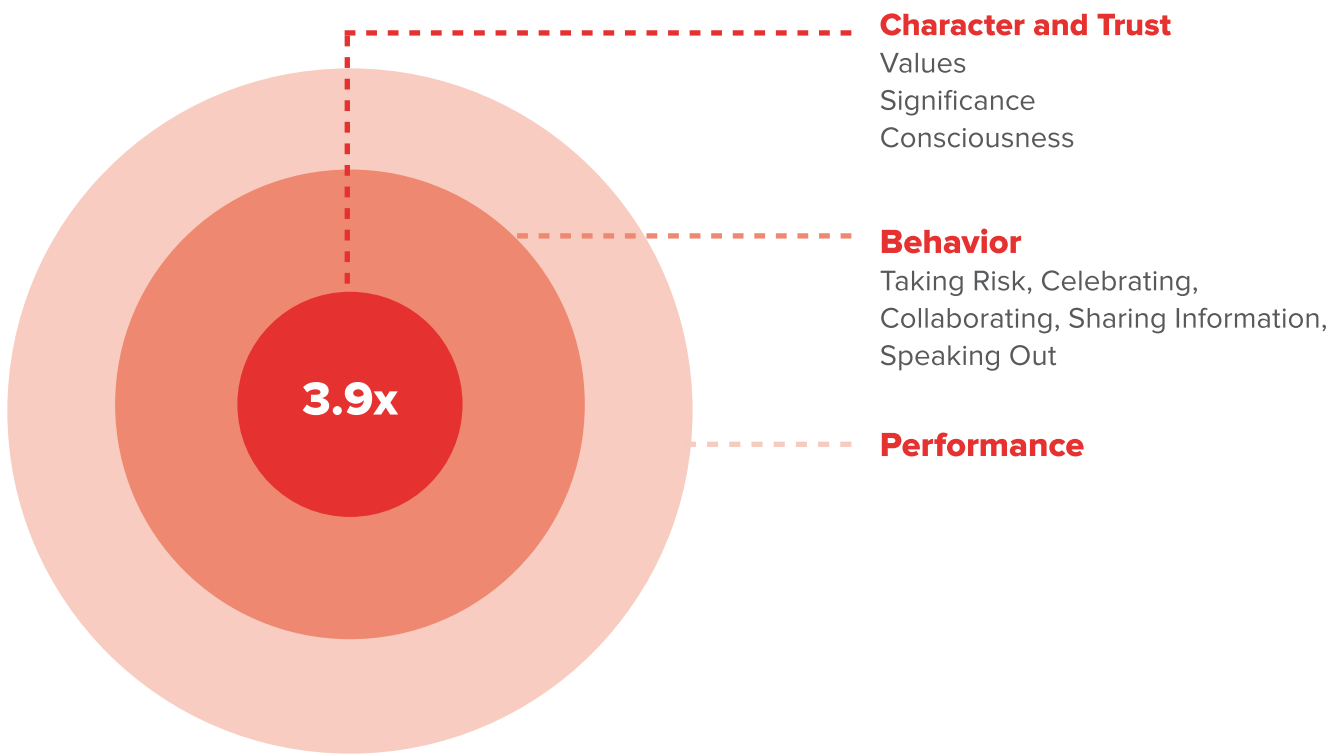 Character and Trust
Values
Significance
Consciousness
Behavior
Taking Risk, Celebrating,
Collaborating, Sharing Information,
Speaking Out
3.9x
Performance